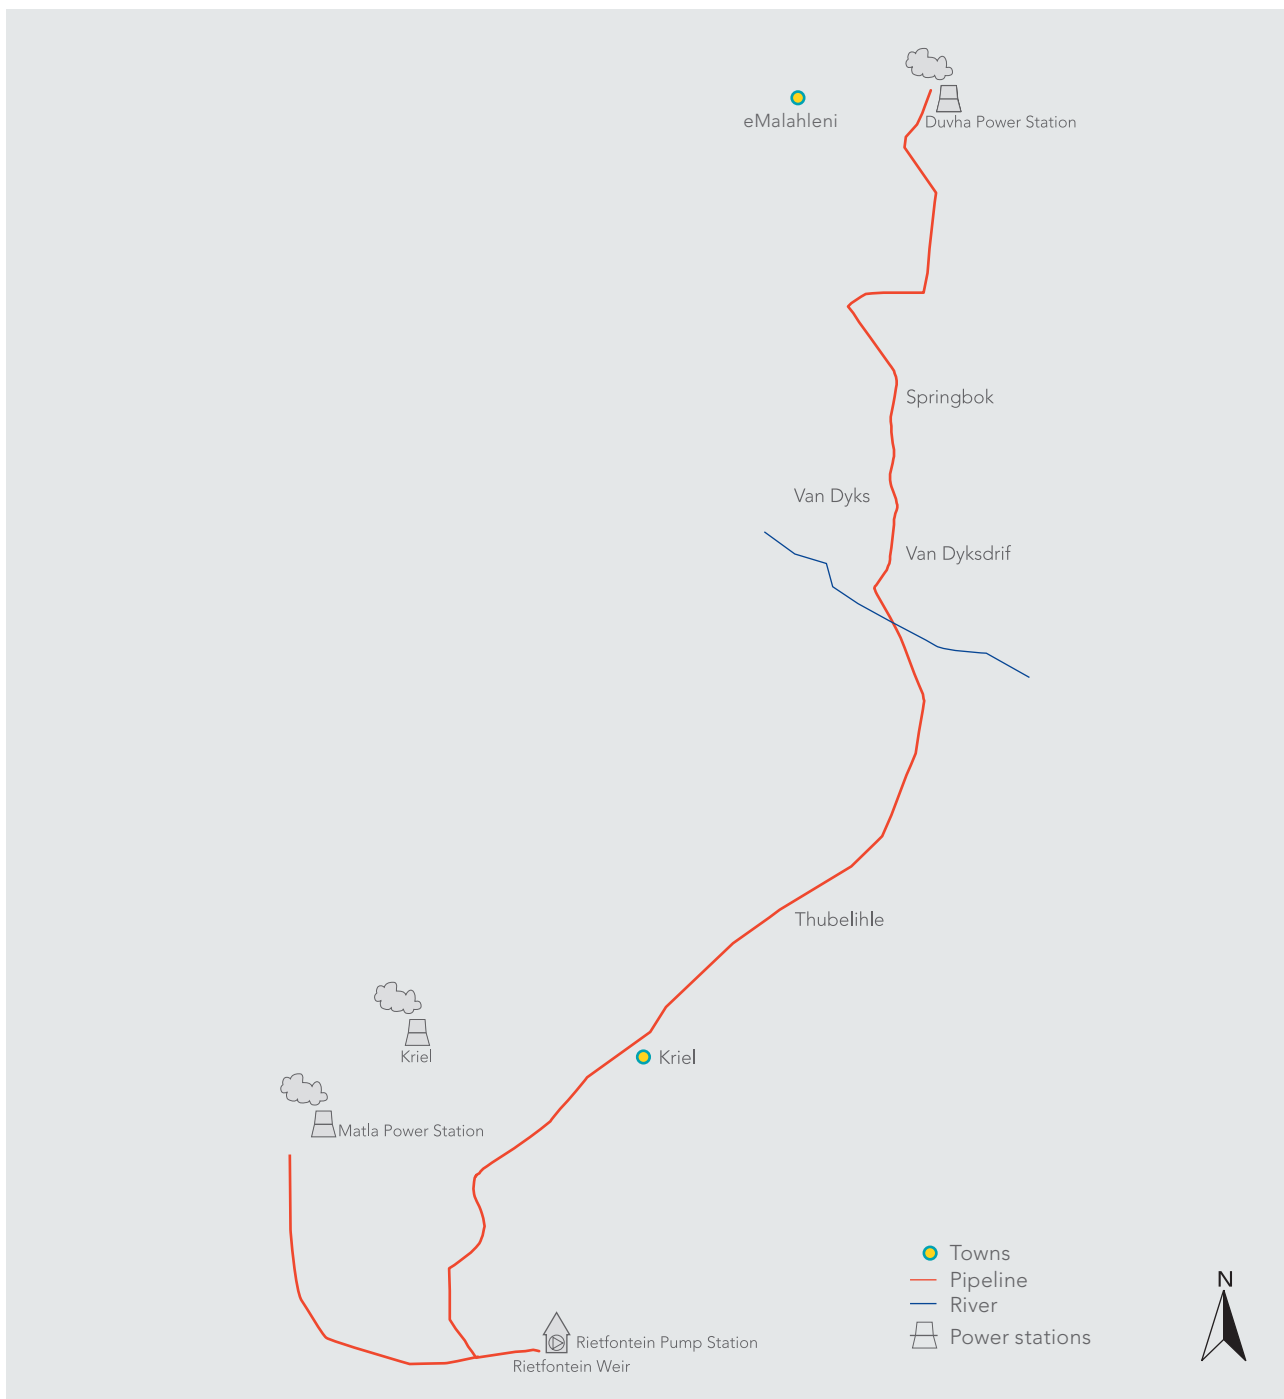 eMalahleni
Duvha Power Station
Springbok
Van Dyks
Van Dyksdrif
Thubelihle
Kriel
Kriel
Matla Power Station
Rietfontein Pump Station
Rietfontein Weir
Towns
Pipeline
River
Power stations
N